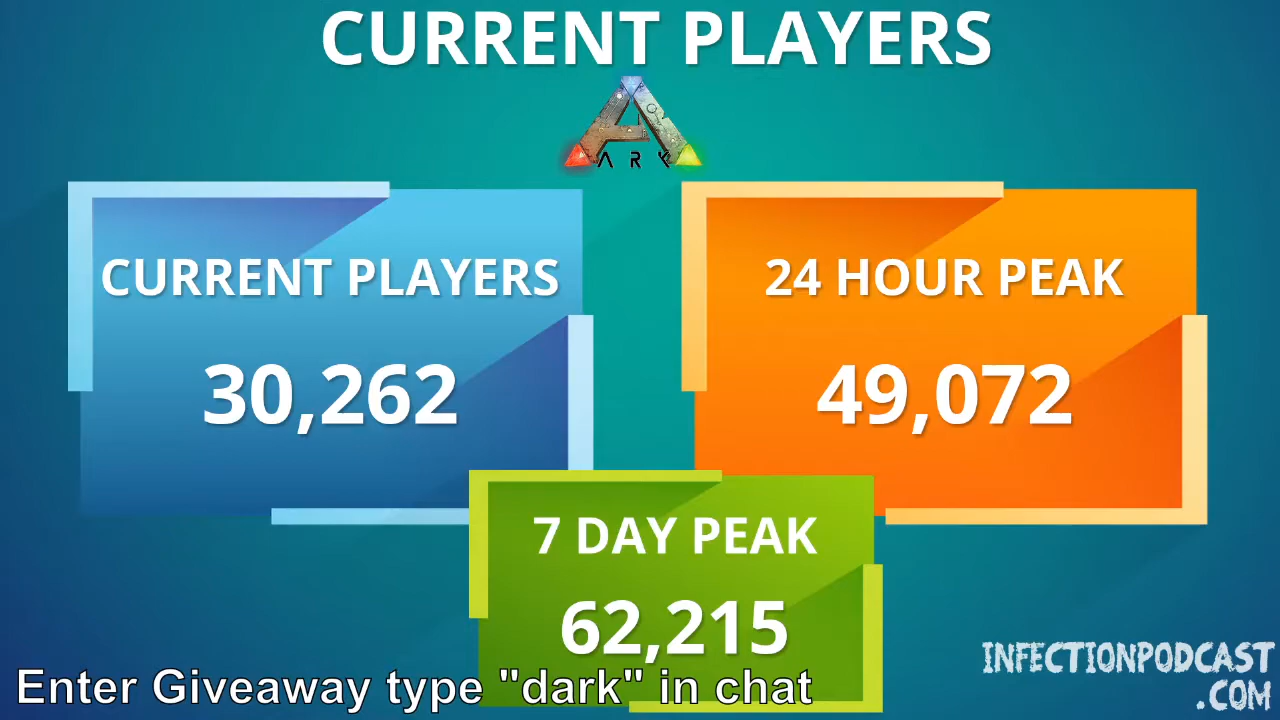 CURRENT PLAYERS
ARK
CURRENT PLAYERS
30,262
24 HOUR PEAK
49,072
7 DAY PEAK
62,215
Enter Giveaway type "dark" in chat
INFECTIONPODCAST
.COM